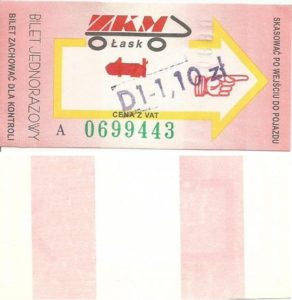 BILET JEDNORAZOWY
BILET ZACHOWAĆ DLA KONTROLI
ZKM
Łask
D1-1,10 zł
CENA Z VAT
A 0699443
SKASOWAĆ PO WEJŚCIU DO POJAZDU